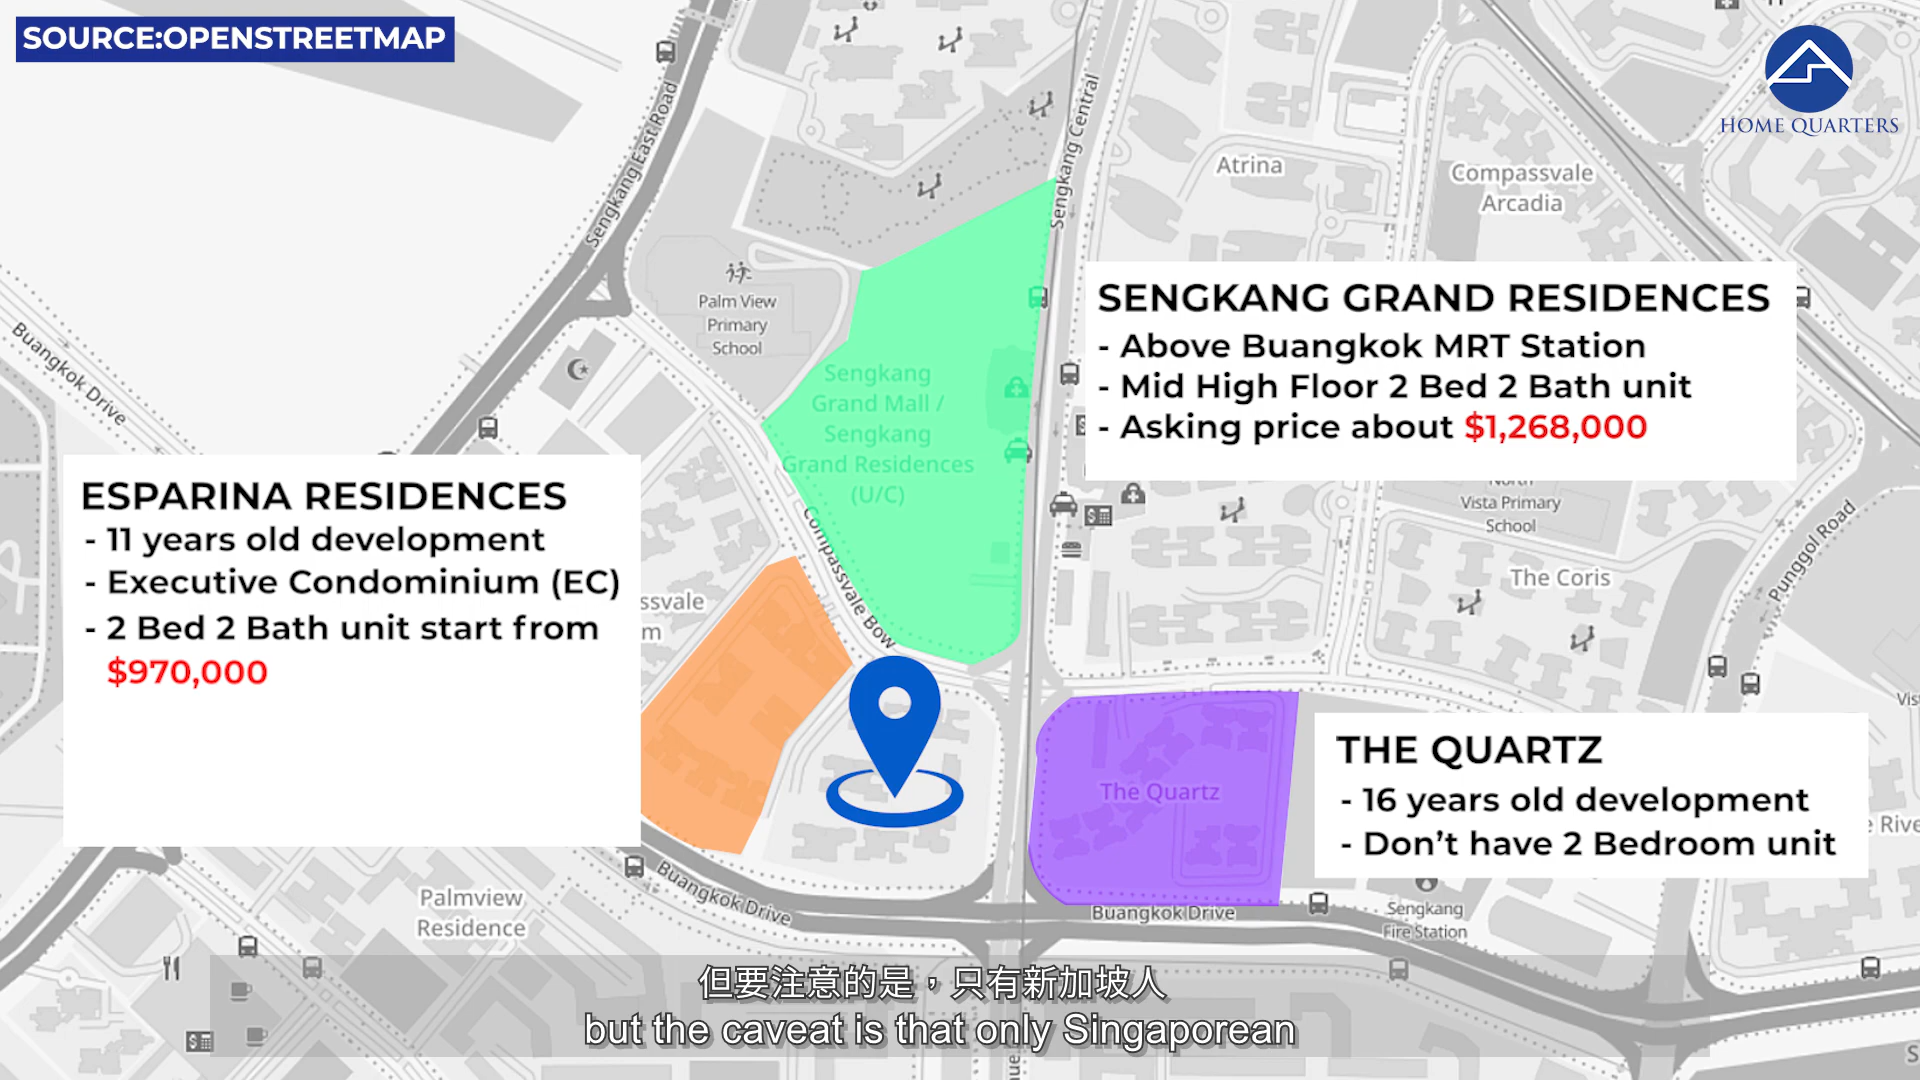 SOURCE:OPENSTREETMAP
HOME QUARTERS
Sengkang East Road
Sengkang Central
Atrina
Compassvale
Arcadia
Palm View
Primary
School
Buangkok Drive
SENGKANG GRAND RESIDENCES
- Above Buangkok MRT Station
- Mid High Floor 2 Bed 2 Bath unit
- Asking price about $1,268,000
Sengkang
Grand Mall /
Sengkang
Grand Residences
(U/C)
ESPARINA RESIDENCES
- 11 years old development
- Executive Condominium (EC)
- 2 Bed 2 Bath unit start from
$970,000
North
Vista Primary
School
Punggol Road
The Coris
Compassvale Bow
ssvale
m
THE QUARTZ
- 16 years old development
- Don't have 2 Bedroom unit
The Quartz
Vis
e Rive
Buangkok Drive
Buangkok Drive
Palmview
Residence
Sengkang
Fire Station
但要注意的是，只有新加坡人
but the caveat is that only Singaporean